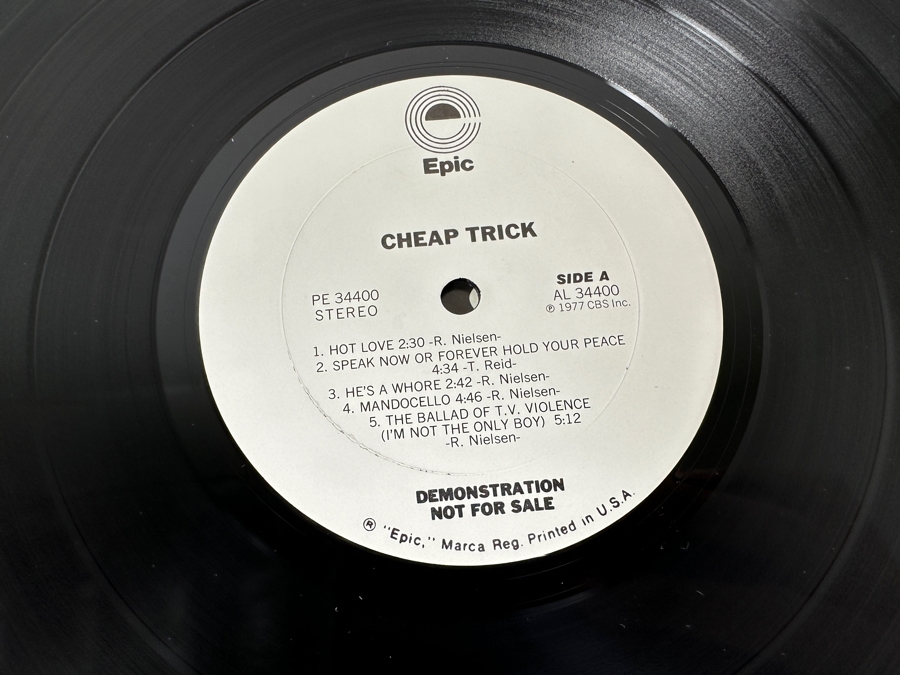 Epic
CHEAP TRICK
PE 34400
STEREO
SIDE A
AL 34400
℗ 1977 CBS Inc.
1. HOT LOVE 2:30 -R. Nielsen-
2. SPEAK NOW OR FOREVER HOLD YOUR PEACE
4:34 -T. Reid-
3. HE'S A WHORE 2:42 -R. Nielsen-
4. MANDOCELLO 4:46 -R. Nielsen-
5. THE BALLAD OF T.V. VIOLENCE
(I'M NOT THE ONLY BOY) 5:12
-R. Nielsen-
DEMONSTRATION
NOT FOR SALE
® "Epic," Marca Reg. Printed in U.S.A.